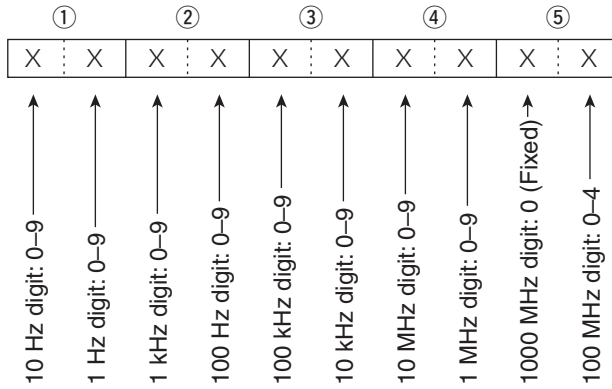 ① ② ③ ④ ⑤
X X X X X X X X X X
10 Hz digit: 0–9
1 Hz digit: 0–9
1 kHz digit: 0–9
100 Hz digit: 0–9
100 kHz digit: 0–9
10 kHz digit: 0–9
10 MHz digit: 0–9
1 MHz digit: 0–9
1000 MHz digit: 0 (Fixed)
100 MHz digit: 0–4